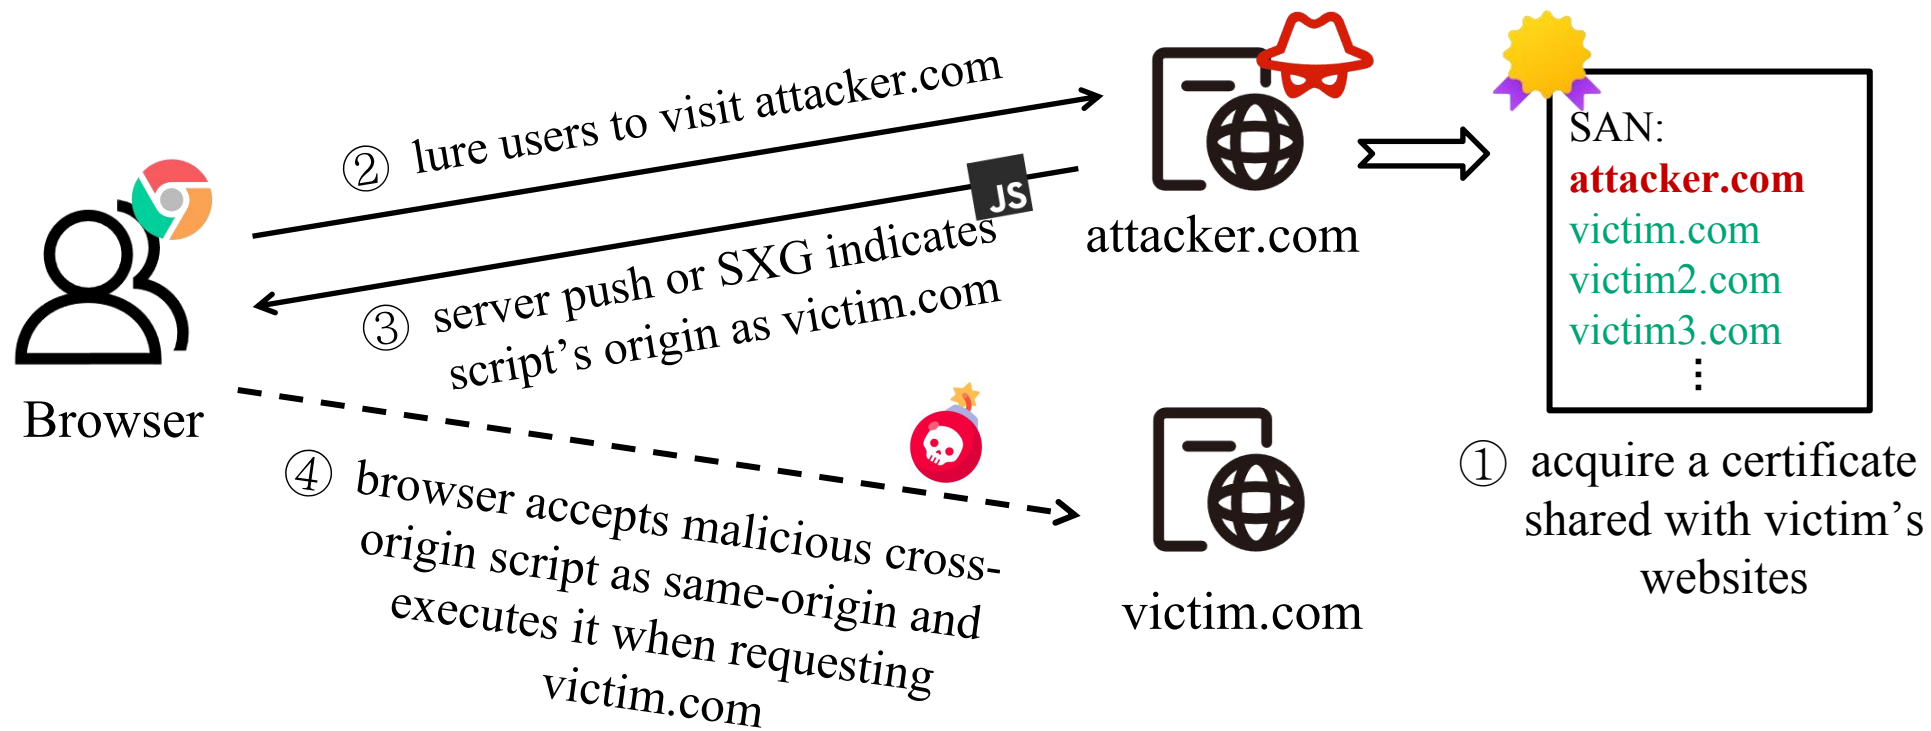 ② lure users to visit attacker.com
JS
③ server push or SXG indicates
script’s origin as victim.com
Browser
④ browser accepts malicious cross-
origin script as same-origin and
executes it when requesting
victim.com
attacker.com
victim.com
SAN:
attacker.com
victim.com
victim2.com
victim3.com
⋮
① acquire a certificate
shared with victim’s
websites